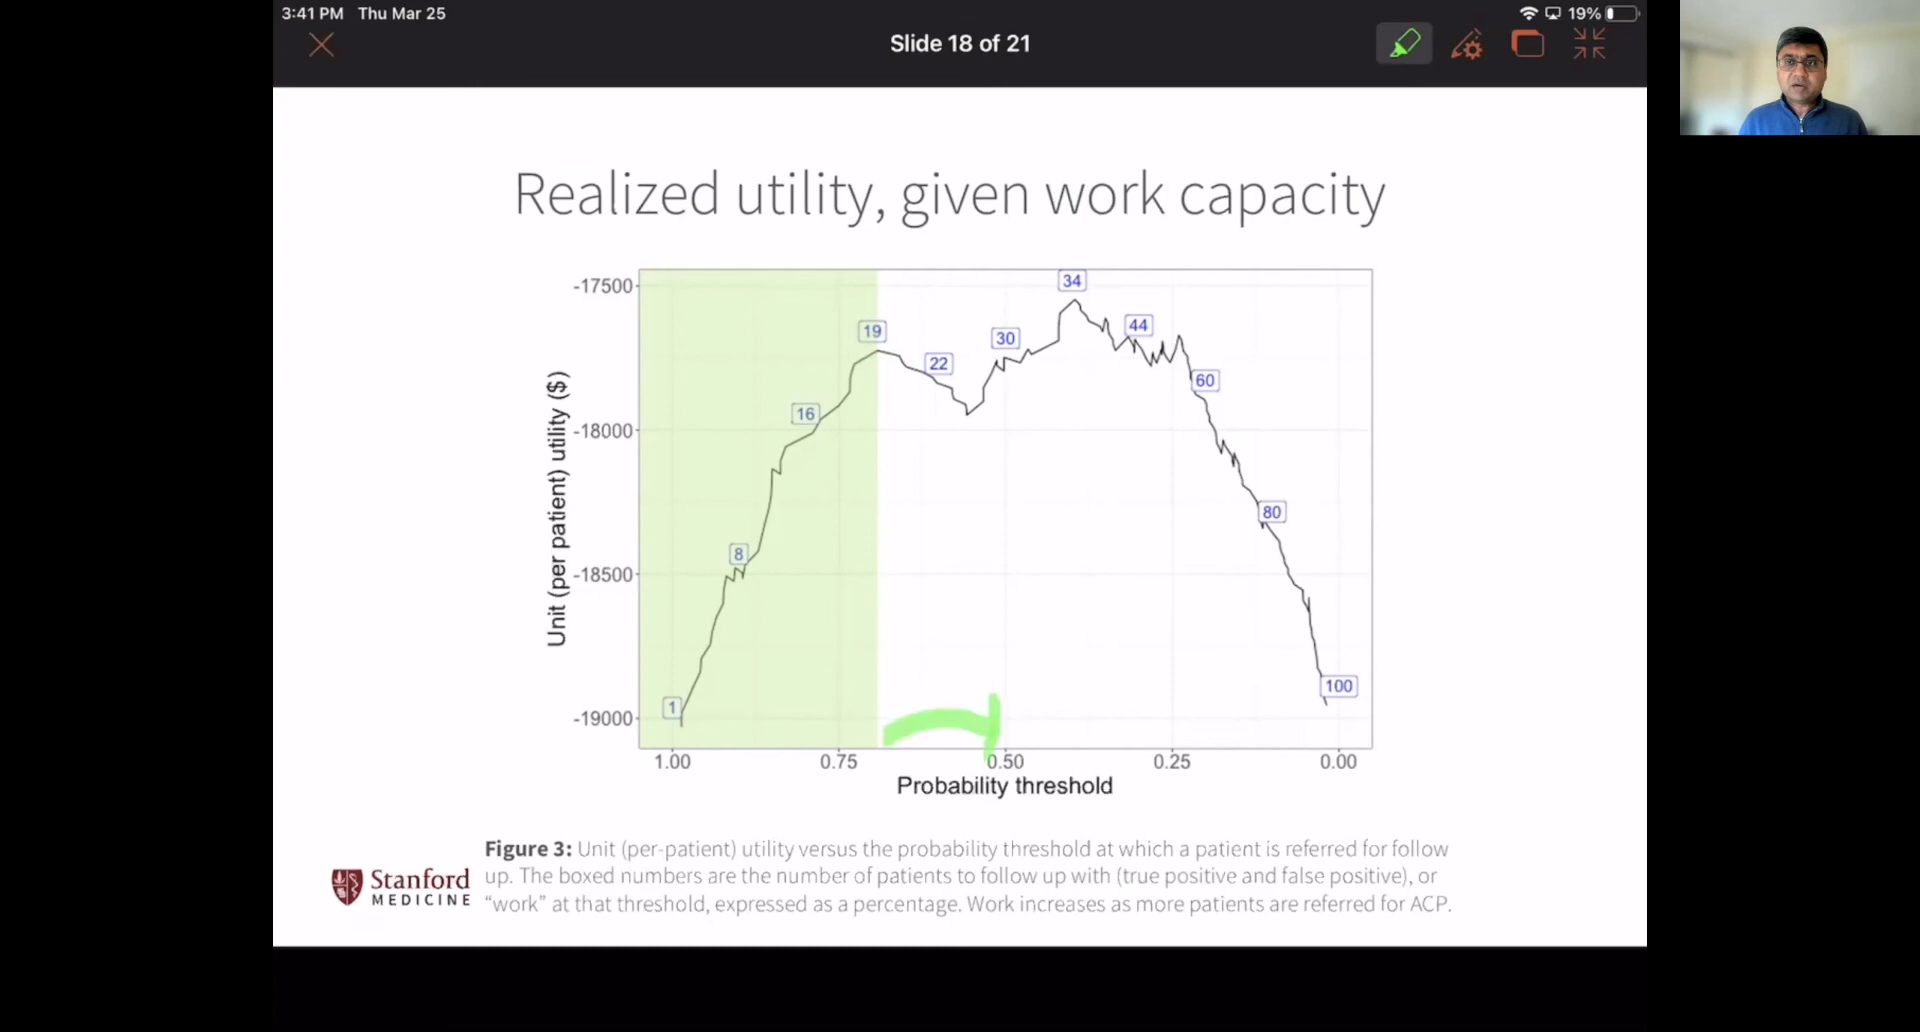 3:41 PM Thu Mar 25
19%
Slide 18 of 21
Realized utility, given work capacity
Unit (per patient) utility ($)
-17500
-18000
-18500
-19000
1
8
16
19
22
30
34
44
60
80
100
1.00 0.75 0.50 0.25 0.00
Probability threshold
Figure 3: Unit (per-patient) utility versus the probability threshold at which a patient is referred for follow
up. The boxed numbers are the number of patients to follow up with (true positive and false positive), or
“work” at that threshold, expressed as a percentage. Work increases as more patients are referred for ACP.
Stanford
MEDICINE